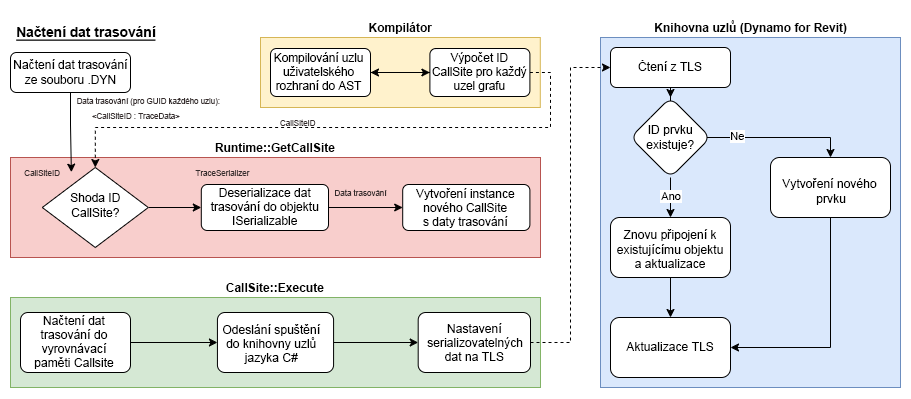 Načtení dat trasování
Načtení dat trasování
ze souboru .DYN
Data trasování (pro GUID každého uzlu):
<CallSiteID : TraceData>
Kompilátor
Kompilování uzlu
uživatelského
rozhraní do AST
Výpočet ID
CallSite pro každý
uzel grafu
CallSiteID
Runtime::GetCallSite
CallSiteID
Shoda ID
CallSite?
TraceSerializer
Deserializace dat
trasování do objektu
ISerializable
Data trasování
Vytvoření instance
nového CallSite
s daty trasování
CallSite::Execute
Načtení dat
trasování do
vyrovnávací
paměti Callsite
Odeslání spuštění
do knihovny uzlů
jazyka C#
Nastavení
serializovatelných
dat na TLS
Knihovna uzlů (Dynamo for Revit)
Čtení z TLS
ID prvku
existuje?
Ne
Vytvoření nového
prvku
Ano
Znovu připojení k
existujícímu objektu
a aktualizace
Aktualizace TLS